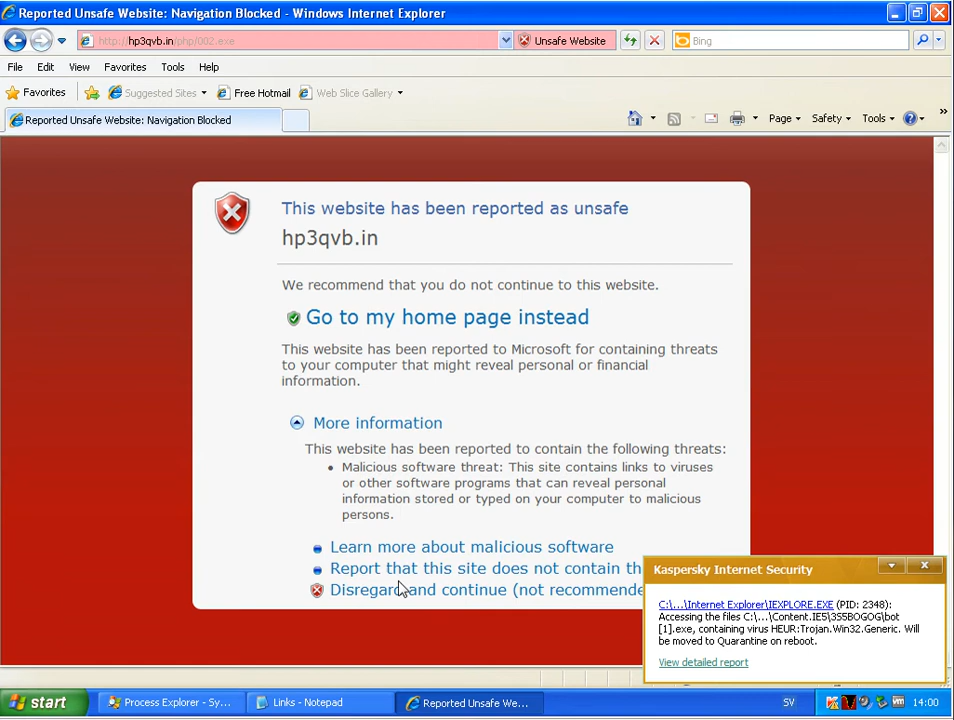 Reported Unsafe Website: Navigation Blocked - Windows Internet Explorer
http://hp3qvb.in/php/002.exe
Unsafe Website
Bing
File Edit View Favorites Tools Help
Favorites Suggested Sites Free Hotmail Web Slice Gallery
Reported Unsafe Website: Navigation Blocked
Page Safety Tools
This website has been reported as unsafe
hp3qvb.in
We recommend that you do not continue to this website.
Go to my home page instead
This website has been reported to Microsoft for containing threats
to your computer that might reveal personal or financial
information.
More information
This website has been reported to contain the following threats:
• Malicious software threat: This site contains links to viruses
or other software programs that can reveal personal
information stored or typed on your computer to malicious
persons.
Learn more about malicious software
Report that this site does not contain th
Disregard and continue (not recommende
Kaspersky Internet Security
C:\...\Internet Explorer\IEXPLORE.EXE (PID: 2348):
Accessing the files C:\...\Content.IE5\3S5BOGOG\bot
[1].exe, containing virus HEUR:Trojan.Win32.Generic. Will
be moved to Quarantine on reboot.
View detailed report
start
Process Explorer - Sy...
Links - Notepad
Reported Unsafe We...
SV
14:00